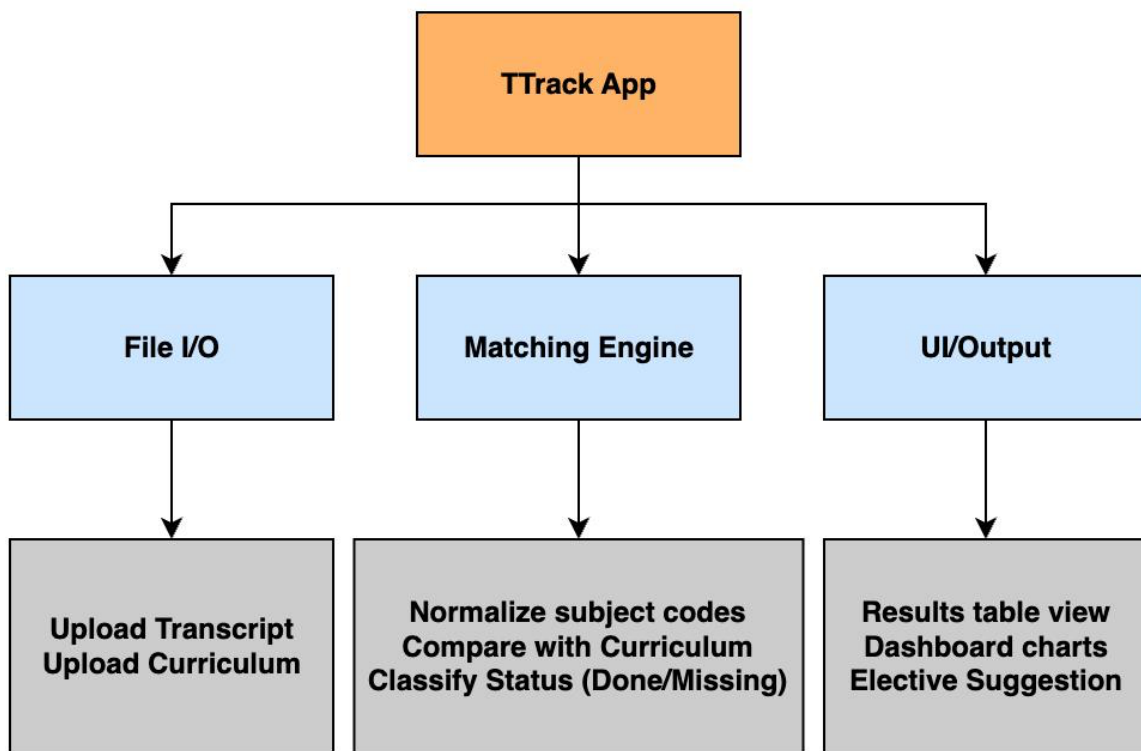 TTrack App
File I/O
Matching Engine
UI/Output
Upload Transcript
Upload Curriculum
Normalize subject codes
Compare with Curriculum
Classify Status (Done/Missing)
Results table view
Dashboard charts
Elective Suggestion